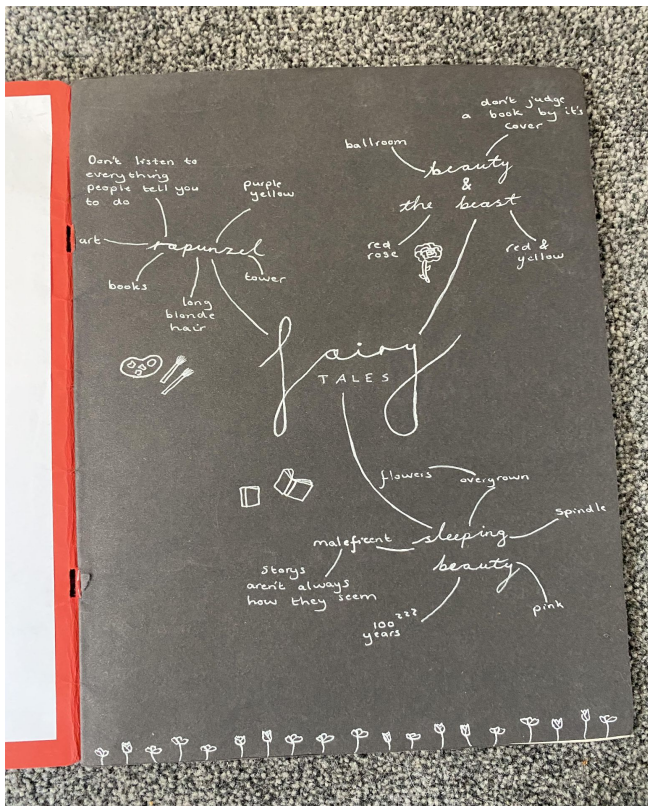 don't judge
a book by it's
cover
ballroom
beauty
&
the beast
red
rose
red &
yellow
Don't listen to
everything
people tell you
to do
purple
yellow
art
rapunzel
books
tower
long
blonde
hair
fairy
TALES
flowers
overgrown
spindle
maleficent
sleeping
beauty
storys
aren't always
how they seem
pink
100 zzz
years